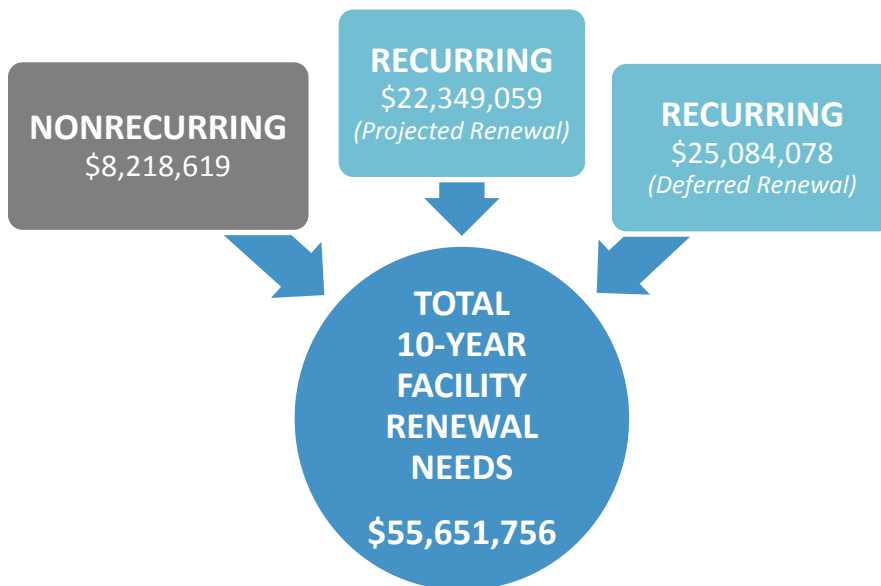 NONRECURRING
$8,218,619
RECURRING
$22,349,059
(Projected Renewal)
RECURRING
$25,084,078
(Deferred Renewal)
TOTAL
10-YEAR
FACILITY
RENEWAL
NEEDS
$55,651,756